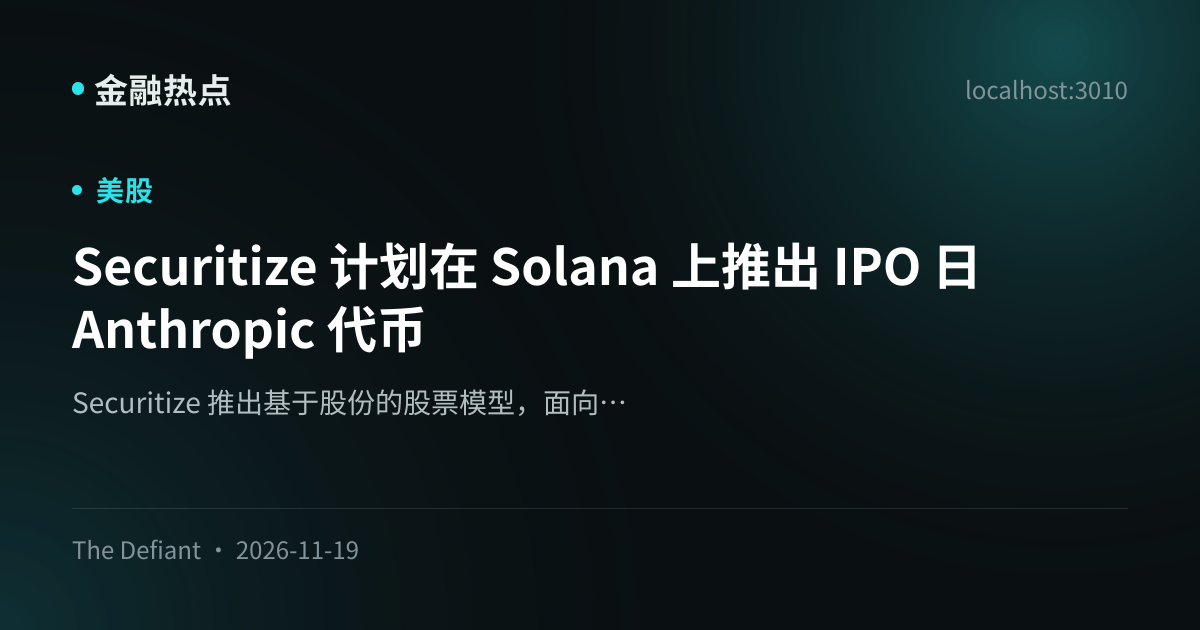 金融热点
localhost:3010
美股
Securitize 计划在 Solana 上推出 IPO 日
Anthropic 代币
Securitize 推出基于股份的股票模型，面向…
The Defiant · 2026-11-19